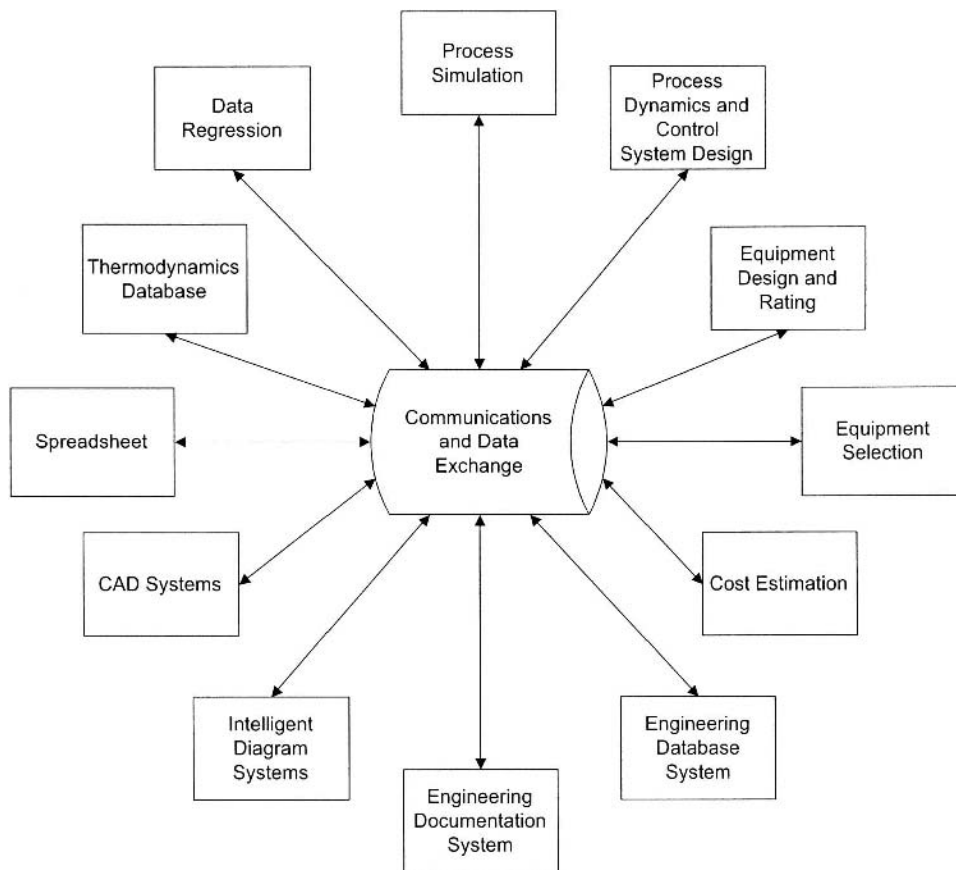 Process
Simulation
Process
Dynamics and
Control
System Design
Data
Regression
Equipment
Design and
Rating
Thermodynamics
Database
Communications
and Data
Exchange
Spreadsheet
Equipment
Selection
CAD Systems
Cost Estimation
Intelligent
Diagram
Systems
Engineering
Database
System
Engineering
Documentation
System